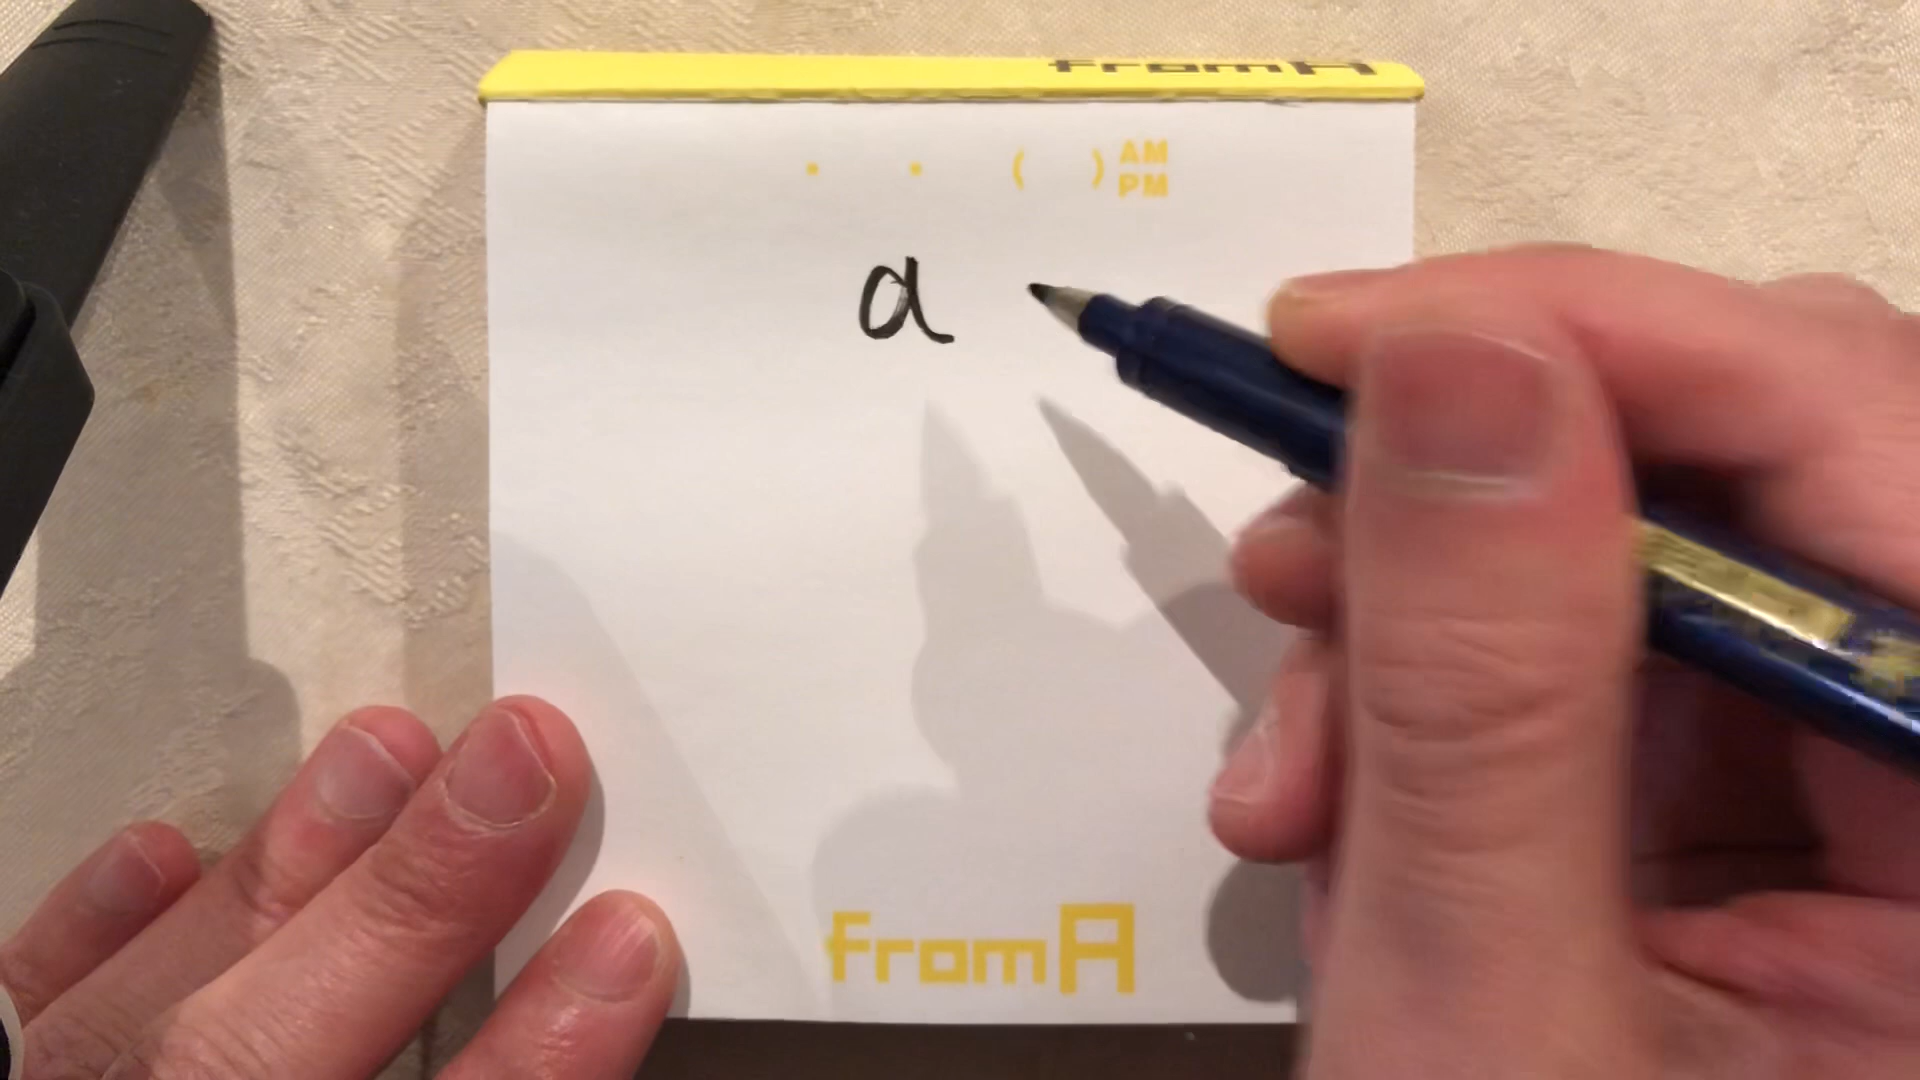 fromA
. . ( ) AM
PM
a
fromA